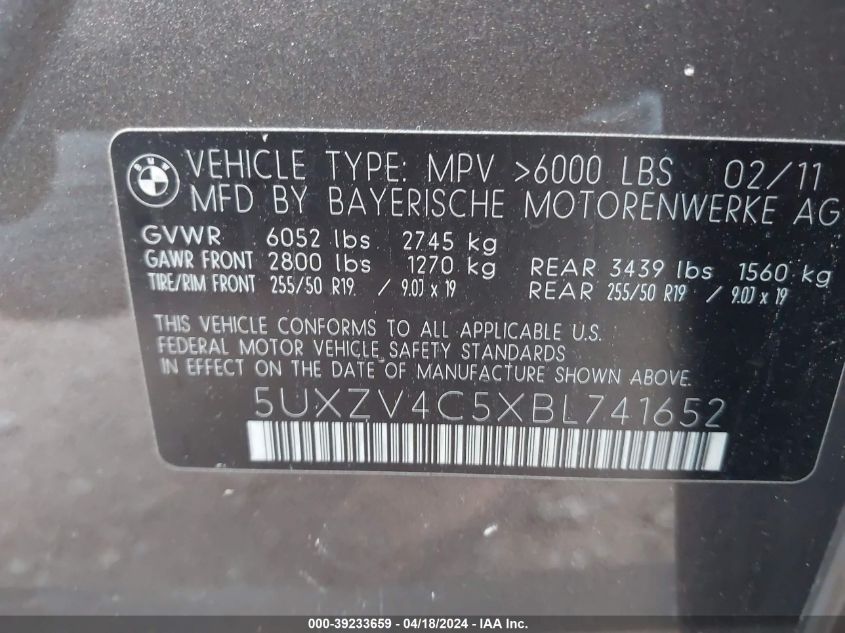 BMW
VEHICLE TYPE: MPV >6000 LBS 02/11
MFD BY BAYERISCHE MOTORENWERKE AG
GVWR 6052 lbs 2745 kg
GAWR FRONT 2800 lbs 1270 kg REAR 3439 lbs 1560 kg
TIRE/RIM FRONT 255/50 R19 / 9.0J x 19 REAR 255/50 R19 / 9.0J x 19
THIS VEHICLE CONFORMS TO ALL APPLICABLE U.S.
FEDERAL MOTOR VEHICLE SAFETY STANDARDS
IN EFFECT ON THE DATE OF MANUFACTURE SHOWN ABOVE.
5UXZV4C5XBL741652
000-39233659 - 04/18/2024 - IAA Inc.